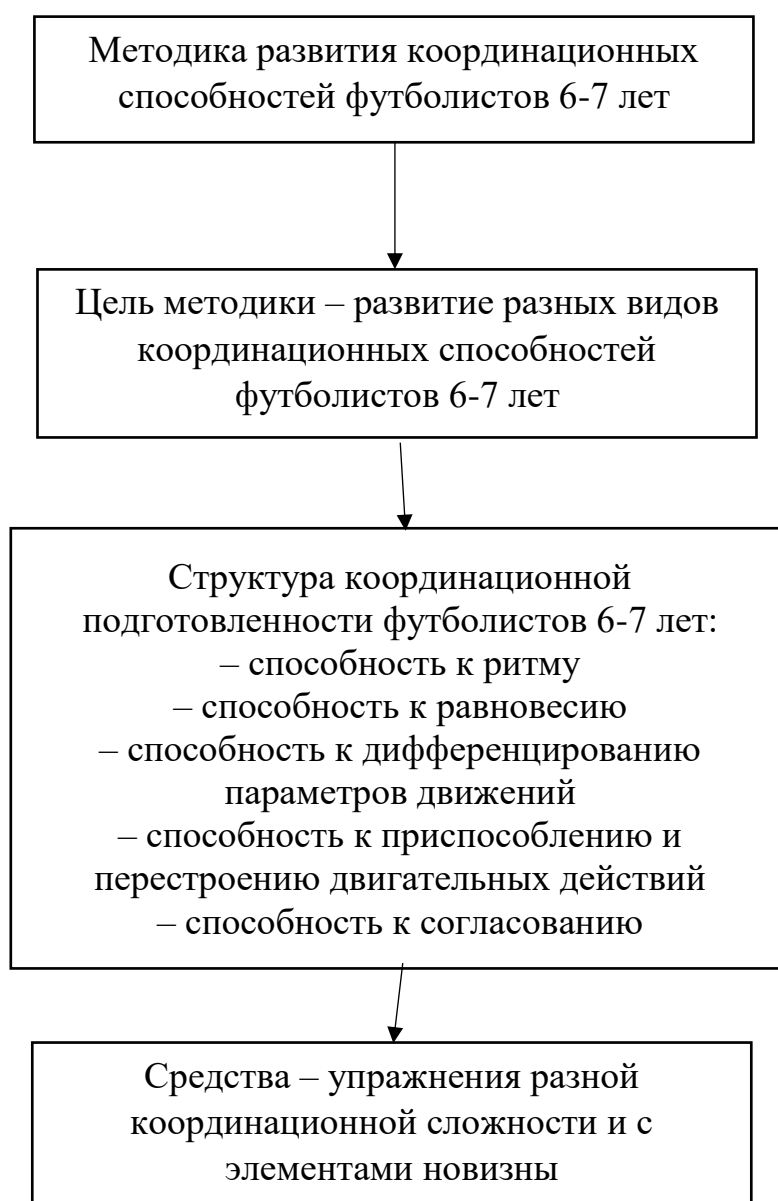 Методика развития координационных
способностей футболистов 6-7 лет
Цель методики – развитие разных видов
координационных способностей
футболистов 6-7 лет
Структура координационной
подготовленности футболистов 6-7 лет:
– способность к ритму
– способность к равновесию
– способность к дифференцированию
параметров движений
– способность к приспособлению и
перестроению двигательных действий
– способность к согласованию
Средства – упражнения разной
координационной сложности и с
элементами новизны